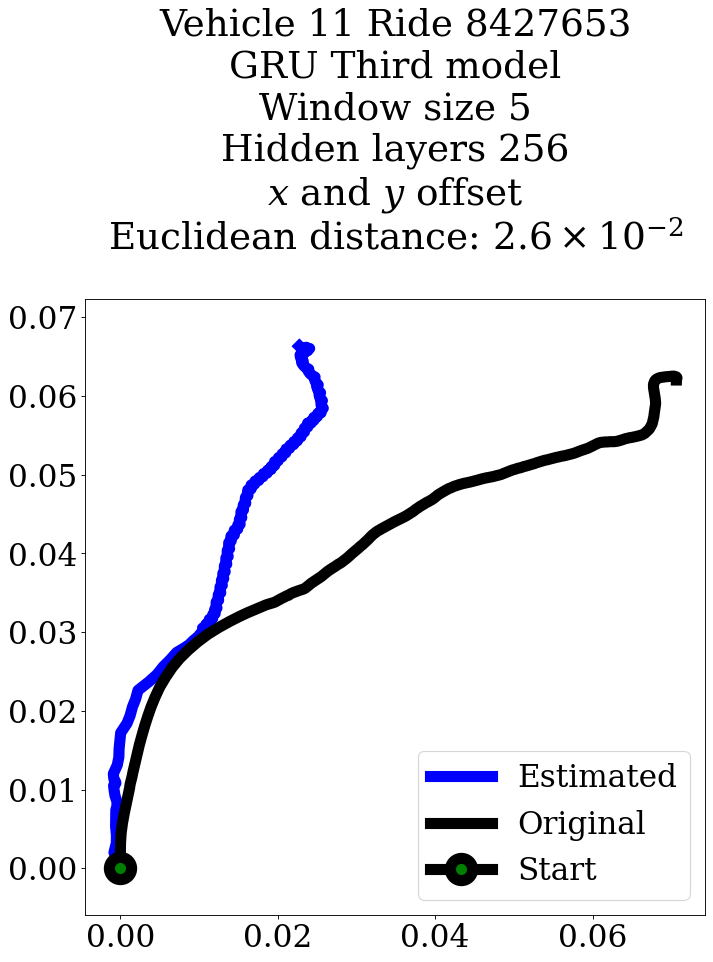 Vehicle 11 Ride 8427653
GRU Third model
Window size 5
Hidden layers 256
x and y offset
Euclidean distance: 2.6 × 10⁻²
0.07
0.06
0.05
0.04
0.03
0.02
0.01
0.00
Estimated
Original
Start
0.00 0.02 0.04 0.06